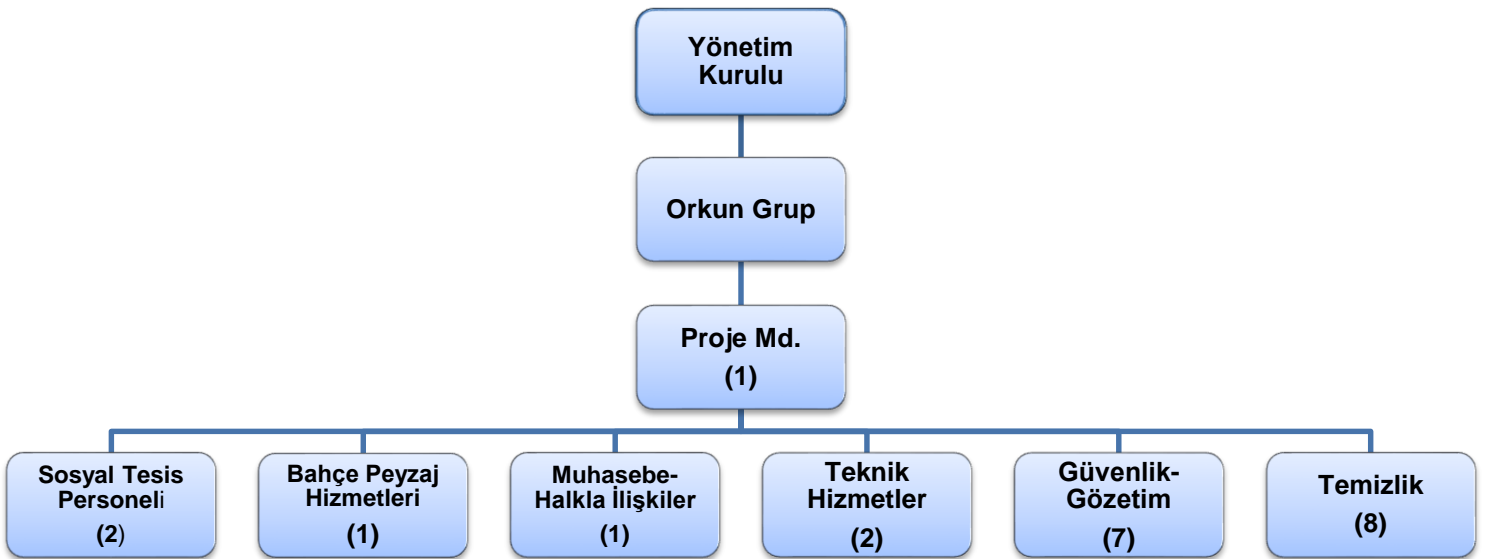 Yönetim
Kurulu
Orkun Grup
Proje Md.
(1)
Sosyal Tesis
Personeli
(2)
Bahçe Peyzaj
Hizmetleri
(1)
Muhasebe-
Halkla İlişkiler
(1)
Teknik
Hizmetler
(2)
Güvenlik-
Gözetim
(7)
Temizlik
(8)